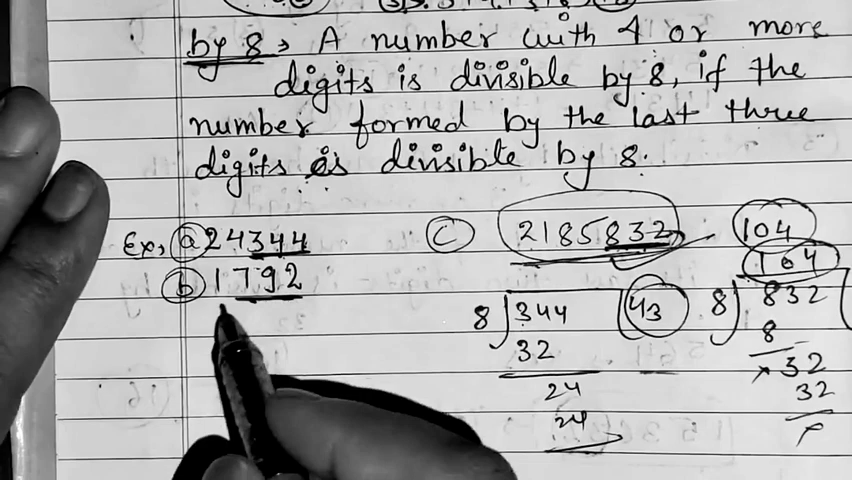 by 8 → A number with 4 or more
digits is divisible by 8, if the
number formed by the last three
digits is divisible by 8.
Ex, (a) 24344
(b) 1792
(c) 2185832
104
104
8 ) 344 ( 43
32
24
24
8 ) 832
8
×32
32
×